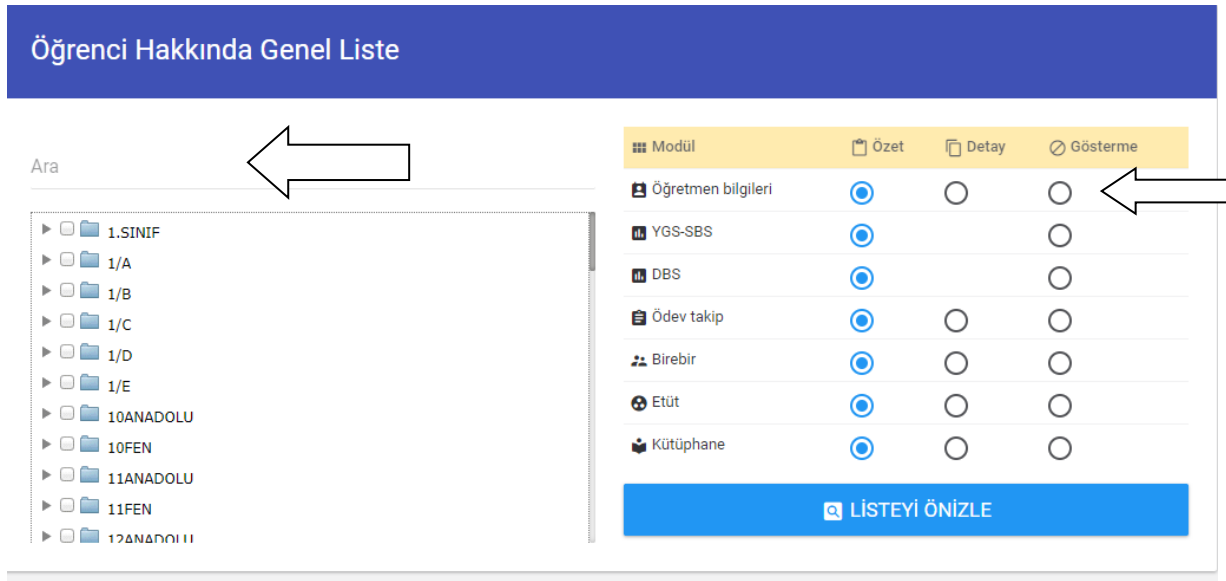 Öğrenci Hakkında Genel Liste
Ara
1.SINIF
1/A
1/B
1/C
1/D
1/E
10ANADOLU
10FEN
11ANADOLU
11FEN
12ANADOLU
Modül Özet Detay Gösterme
Öğretmen bilgileri
YGS-SBS
DBS
Ödev takip
Birebir
Etüt
Kütüphane
LİSTEYİ ÖNİZLE